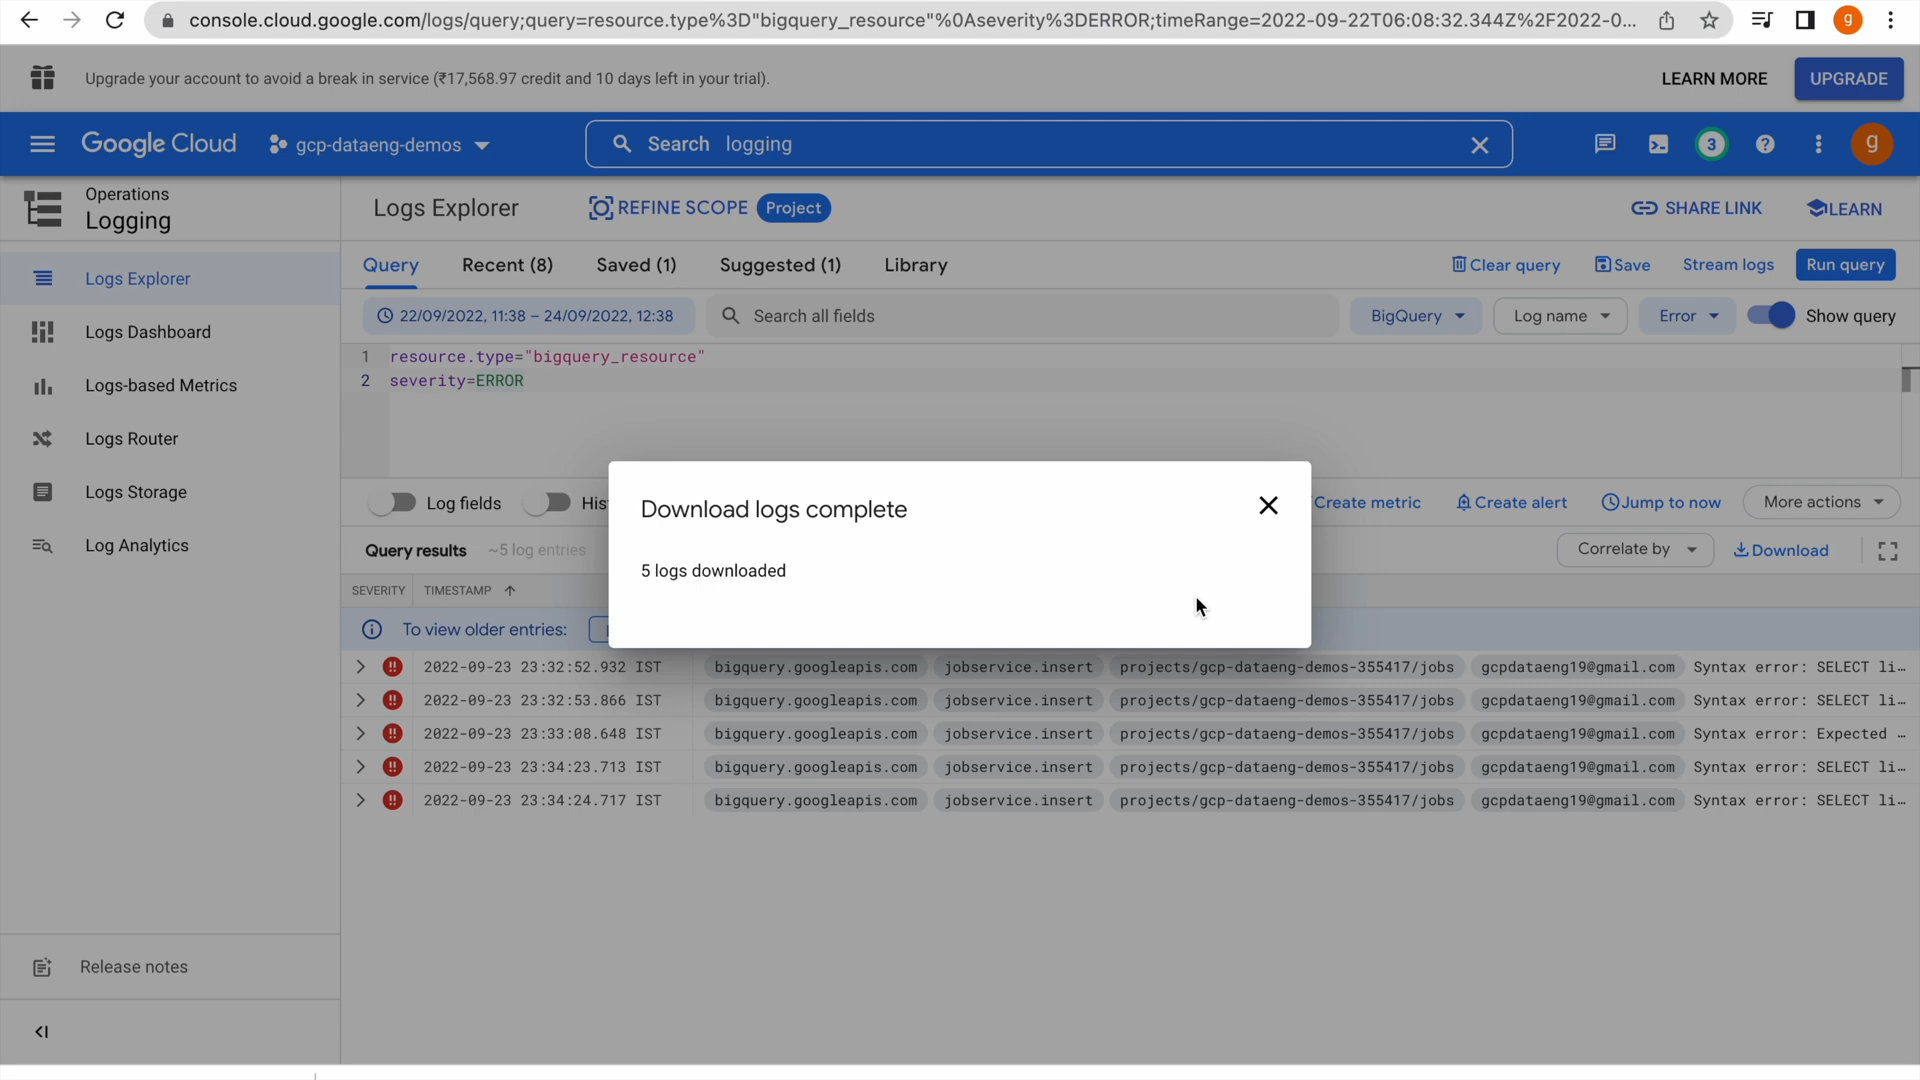 console.cloud.google.com/logs/query;query=resource.type%3D"bigquery_resource"%0Aseverity%3DERROR;timeRange=2022-09-22T06:08:32.344Z%2F2022-0...
g
Upgrade your account to avoid a break in service (₹17,568.97 credit and 10 days left in your trial).
LEARN MORE
UPGRADE
Google Cloud
gcp-dataeng-demos
Search logging
3
g
Operations
Logging
Logs Explorer
REFINE SCOPE
Project
SHARE LINK
LEARN
Logs Explorer
Logs Dashboard
Logs-based Metrics
Logs Router
Logs Storage
Log Analytics
Release notes
Query
Recent (8)
Saved (1)
Suggested (1)
Library
Clear query
Save
Stream logs
Run query
22/09/2022, 11:38 – 24/09/2022, 12:38
Search all fields
BigQuery
Log name
Error
Show query
1 resource.type="bigquery_resource"
2 severity=ERROR
Log fields
His
Create metric
Create alert
Jump to now
More actions
Download logs complete
5 logs downloaded
Query results
~5 log entries
Correlate by
Download
SEVERITY
TIMESTAMP
To view older entries:
2022-09-23 23:32:52.932 IST bigquery.googleapis.com jobservice.insert projects/gcp-dataeng-demos-355417/jobs gcpdataeng19@gmail.com Syntax error: SELECT li…
2022-09-23 23:32:53.866 IST bigquery.googleapis.com jobservice.insert projects/gcp-dataeng-demos-355417/jobs gcpdataeng19@gmail.com Syntax error: SELECT li…
2022-09-23 23:33:08.648 IST bigquery.googleapis.com jobservice.insert projects/gcp-dataeng-demos-355417/jobs gcpdataeng19@gmail.com Syntax error: Expected …
2022-09-23 23:34:23.713 IST bigquery.googleapis.com jobservice.insert projects/gcp-dataeng-demos-355417/jobs gcpdataeng19@gmail.com Syntax error: SELECT li…
2022-09-23 23:34:24.717 IST bigquery.googleapis.com jobservice.insert projects/gcp-dataeng-demos-355417/jobs gcpdataeng19@gmail.com Syntax error: SELECT li…